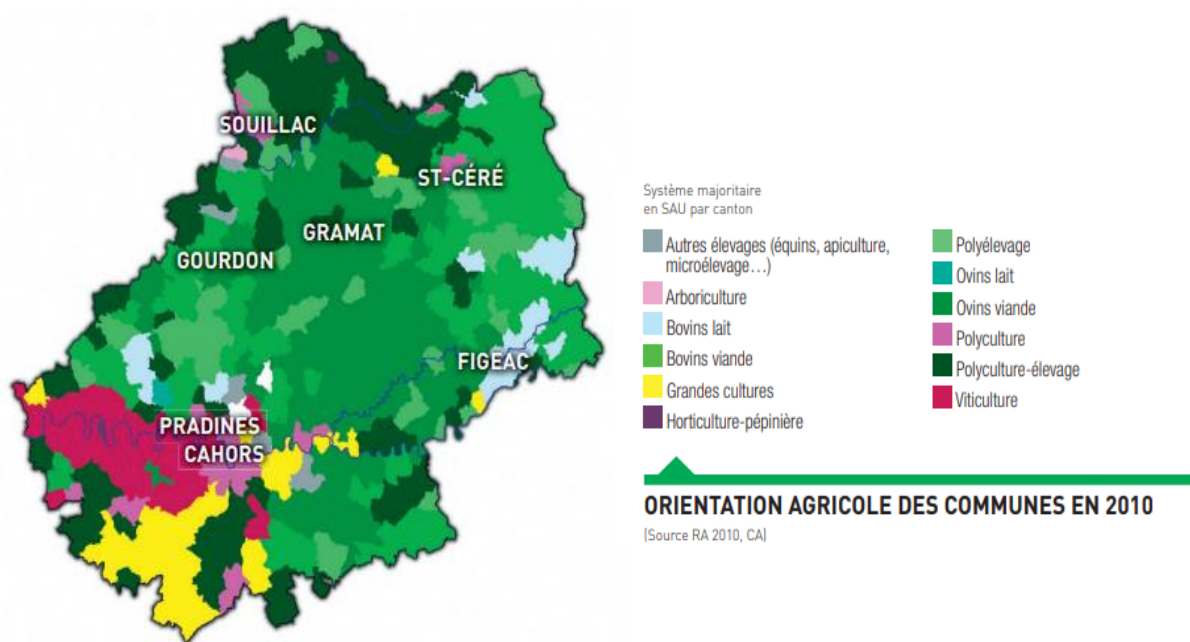 SOUILLAC
ST-CÉRÉ
GRAMAT
GOURDON
FIGEAC
PRADINES
CAHORS
Système majoritaire
en SAU par canton
Autres élevages (équins, apiculture,
microélevage...)
Arboriculture
Bovins lait
Bovins viande
Grandes cultures
Horticulture-pépinière
Polyélevage
Ovins lait
Ovins viande
Polyculture
Polyculture-élevage
Viticulture
ORIENTATION AGRICOLE DES COMMUNES EN 2010
(Source RA 2010, CA)